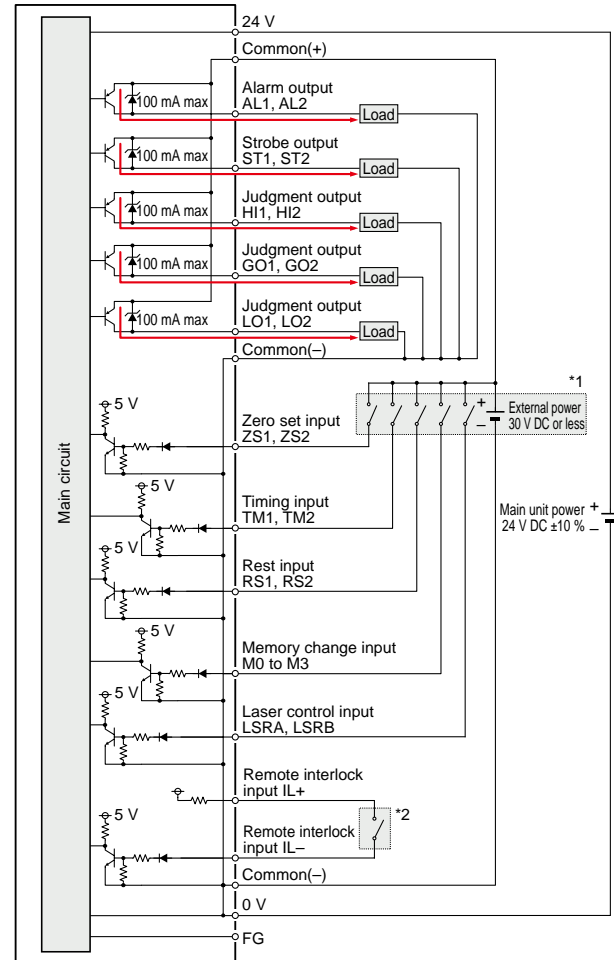 24 V
Common(+)
Alarm output
AL1, AL2
100 mA max
Load
Strobe output
ST1, ST2
100 mA max
Load
Judgment output
HI1, HI2
100 mA max
Load
Judgment output
GO1, GO2
100 mA max
Load
Judgment output
LO1, LO2
100 mA max
Load
Common(–)
*1
+
–
External power
30 V DC or less
5 V
Zero set input
ZS1, ZS2
5 V
Timing input
TM1, TM2
Main unit power +
24 V DC ±10 % –
Main circuit
5 V
Rest input
RS1, RS2
5 V
Memory change input
M0 to M3
5 V
Laser control input
LSRA, LSRB
Remote interlock
input IL+
*2
5 V
Remote interlock
input IL–
Common(–)
0 V
FG